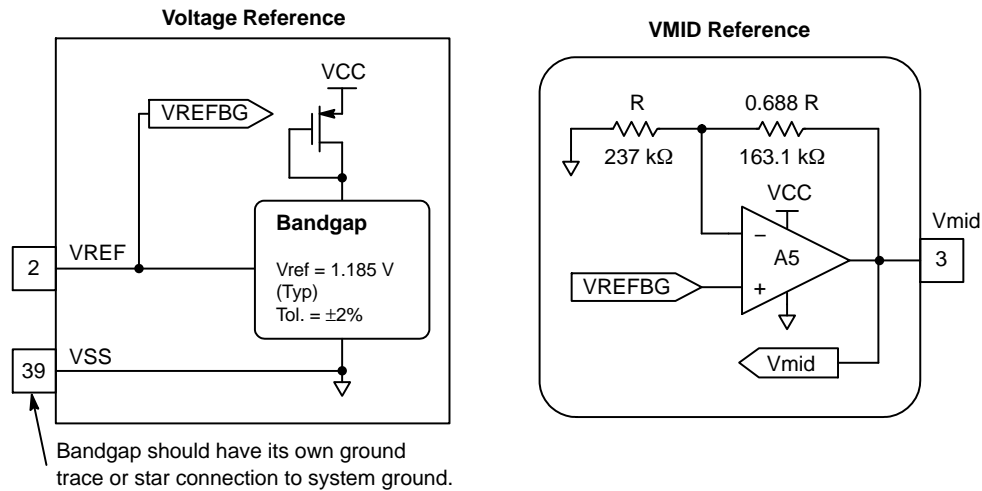 Voltage Reference
VCC
VREFBG
Bandgap
Vref = 1.185 V
(Typ)
Tol. = ±2%
2
VREF
39
VSS
Bandgap should have its own ground
trace or star connection to system ground.
VMID Reference
R
0.688 R
237 kΩ
163.1 kΩ
VCC
−
A5
+
VREFBG
Vmid
3
Vmid